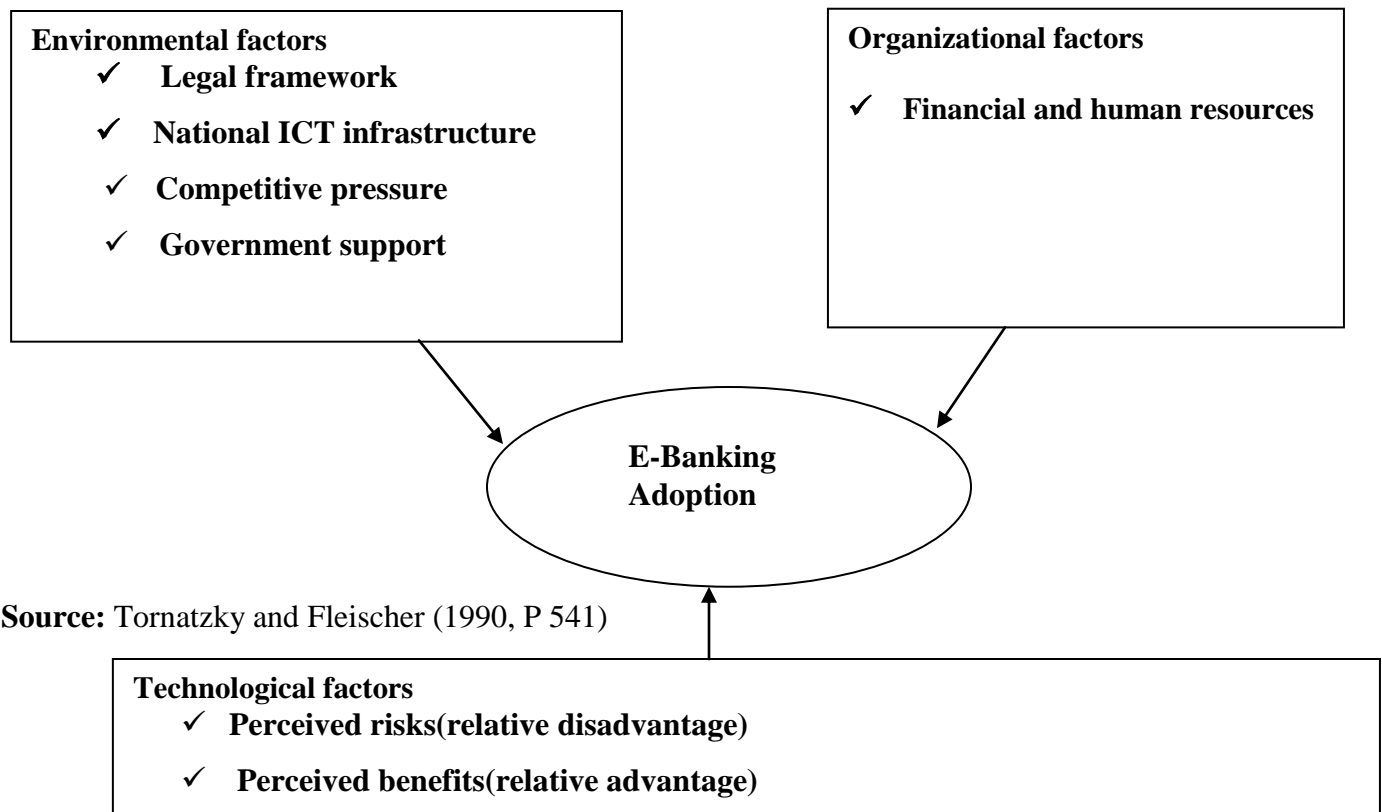 Environmental factors
✓ Legal framework
✓ National ICT infrastructure
✓ Competitive pressure
✓ Government support
Organizational factors
✓ Financial and human resources
E-Banking
Adoption
Source: Tornatzky and Fleischer (1990, P 541)
Technological factors
✓ Perceived risks(relative disadvantage)
✓ Perceived benefits(relative advantage)